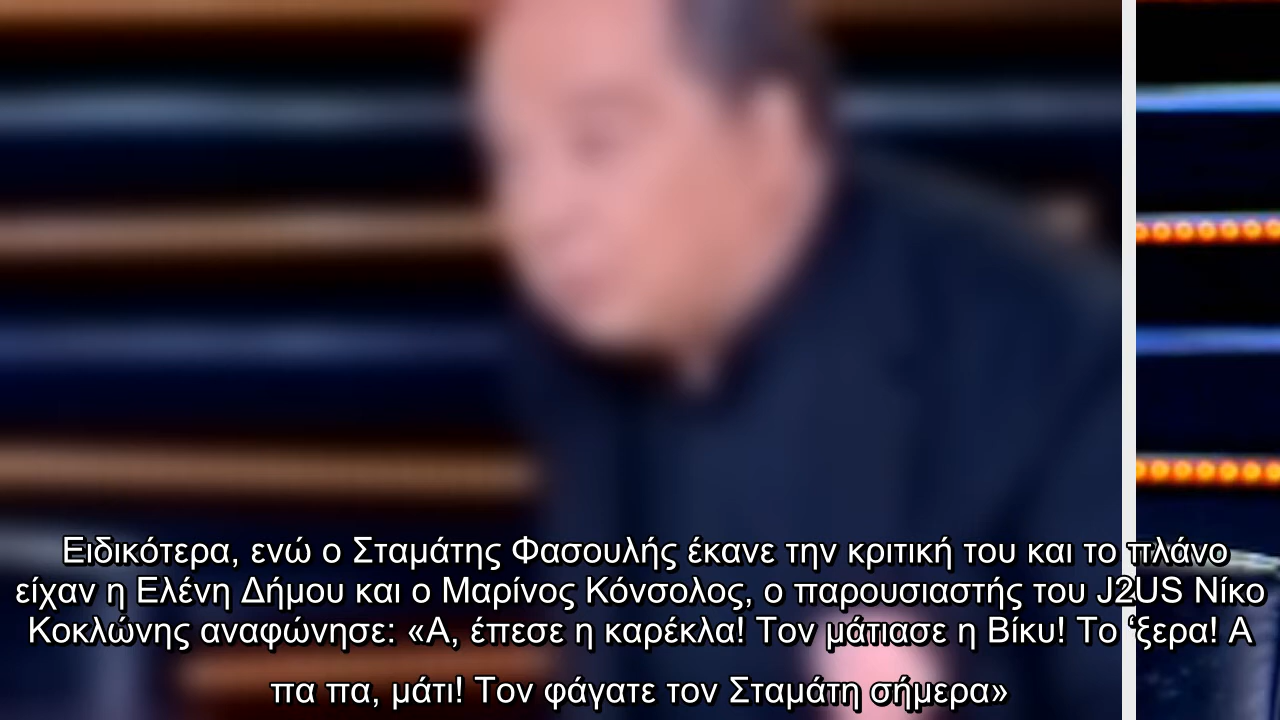 Ειδικότερα, ενώ ο Σταμάτης Φασουλής έκανε την κριτική του και το πλάνο
είχαν η Ελένη Δήμου και ο Μαρίνος Κόνσολος, ο παρουσιαστής του J2US Νίκο
Κοκλώνης αναφώνησε: «Α, έπεσε η καρέκλα! Τον μάτιασε η Βίκυ! Το ‘ξερα! Α
πα πα, μάτι! Τον φάγατε τον Σταμάτη σήμερα»